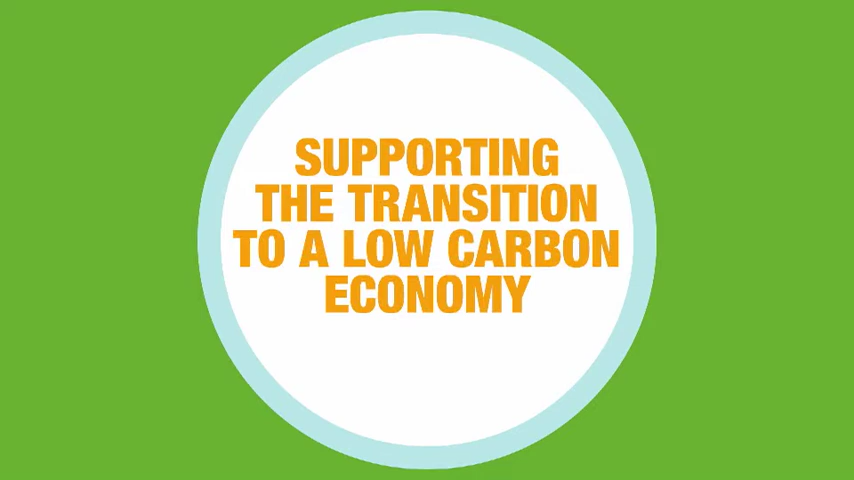 SUPPORTING
THE TRANSITION
TO A LOW CARBON
ECONOMY